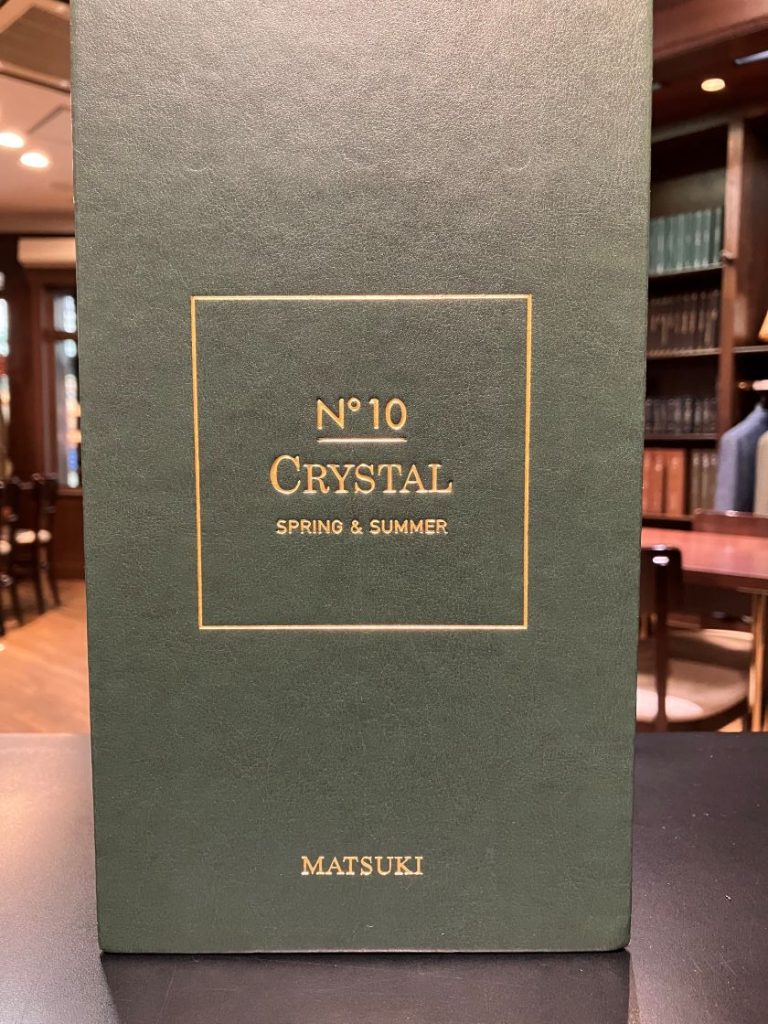 N°10
CRYSTAL
SPRING & SUMMER
MATSUKI